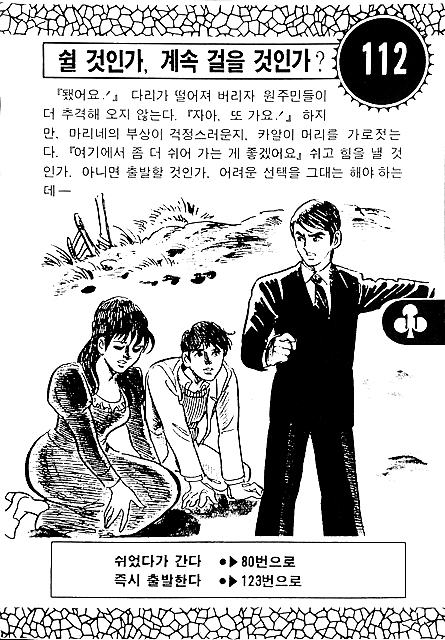 쉴 것인가, 계속 걸을 것인가?
112
『됐어요!』 다리가 떨어져 버리자 원주민들이
더 추격해 오지 않는다. 『자아, 또 가요!』 하지
만, 마리네의 부상이 걱정스러운지, 카알이 머리를 가로젓는
다. 『여기에서 좀 더 쉬어 가는 게 좋겠어요』 쉬고 힘을 낼 것
인가, 아니면 출발할 것인가, 어려운 선택을 그대는 해야 하는
데―
쉬었다가 간다 ●▶80번으로
즉시 출발한다 ●▶123번으로